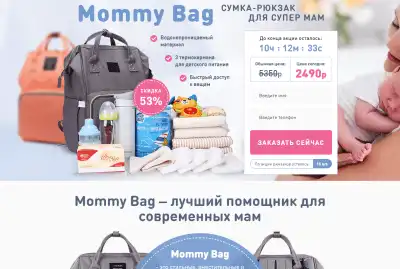 Mommy Bag
СУМКА-РЮКЗАК
ДЛЯ СУПЕР МАМ
Водонепроницаемый
материал
3 термокармана
для детского питания
Быстрый доступ
к вещам
СКИДКА
53%
До конца акции осталось:
10ч : 12м : 33с
Обычная цена:
5350р
Цена сегодня:
2490р
Введите имя
Введите телефон
ЗАКАЗАТЬ СЕЙЧАС
Mommy Bag — лучший помощник для
современных мам
Mommy Bag